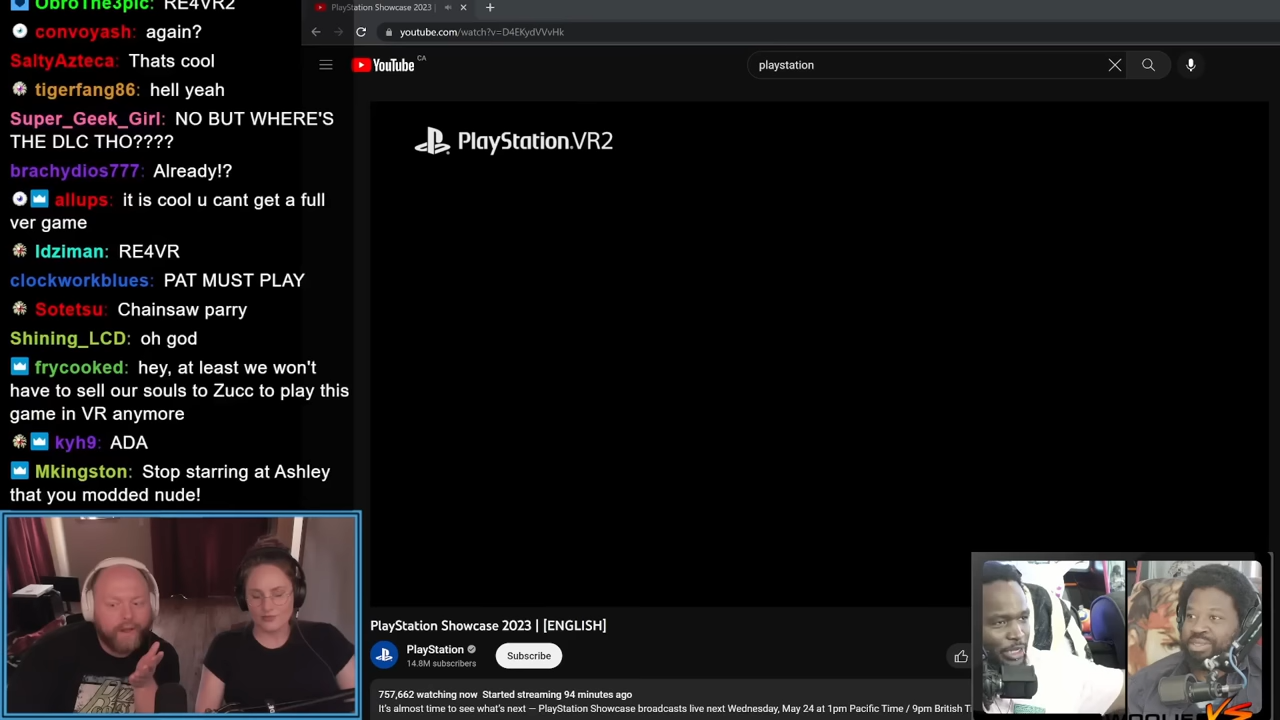 ObroThe3pic: RE4VR2
convoyash: again?
SaltyAzteca: Thats cool
tigerfang86: hell yeah
Super_Geek_Girl: NO BUT WHERE'S
THE DLC THO????
brachydios777: Already!?
allups: it is cool u cant get a full
ver game
ldziman: RE4VR
clockworkblues: PAT MUST PLAY
Sotetsu: Chainsaw parry
Shining_LCD: oh god
frycooked: hey, at least we won't
have to sell our souls to Zucc to play this
game in VR anymore
kyh9: ADA
Mkingston: Stop starring at Ashley
that you modded nude!
PlayStation Showcase 2023 |
youtube.com/watch?v=D4EKydVVvHk
YouTube CA
playstation
PlayStation.VR2
PlayStation Showcase 2023 | [ENGLISH]
PlayStation
14.8M subscribers
Subscribe
757,662 watching now Started streaming 94 minutes ago
It's almost time to see what's next — PlayStation Showcase broadcasts live next Wednesday, May 24 at 1pm Pacific Time / 9pm British T
VS